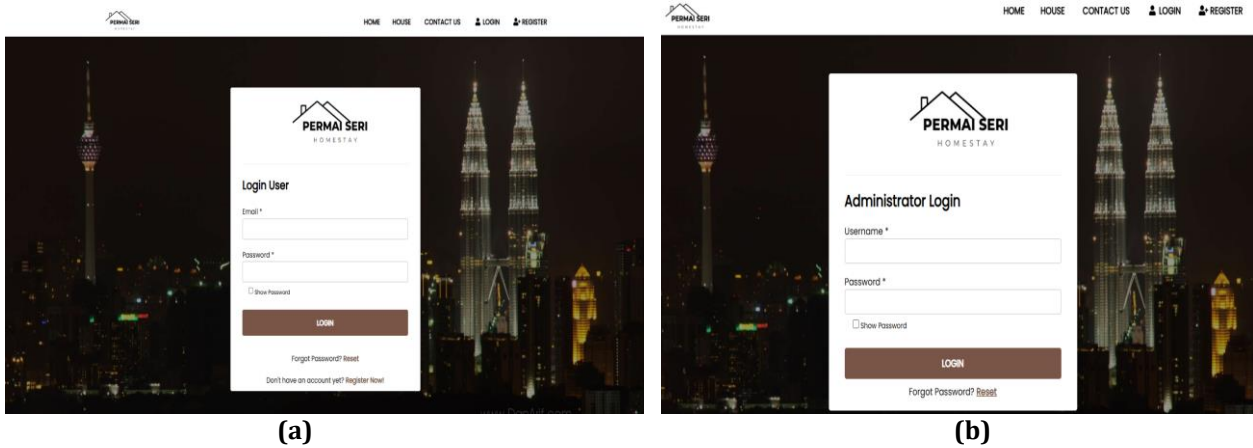 PERMAI SERI
HOMESTAY
HOME HOUSE CONTACT US LOGIN REGISTER
PERMAI SERI
HOMESTAY
Login User
Email *
Password *
Show Password
LOGIN
Forgot Password? Reset
Don't have an account yet? Register Now!
(a)
PERMAI SERI
HOMESTAY
HOME HOUSE CONTACT US LOGIN REGISTER
PERMAI SERI
HOMESTAY
Administrator Login
Username *
Password *
Show Password
LOGIN
Forgot Password? Reset
(b)